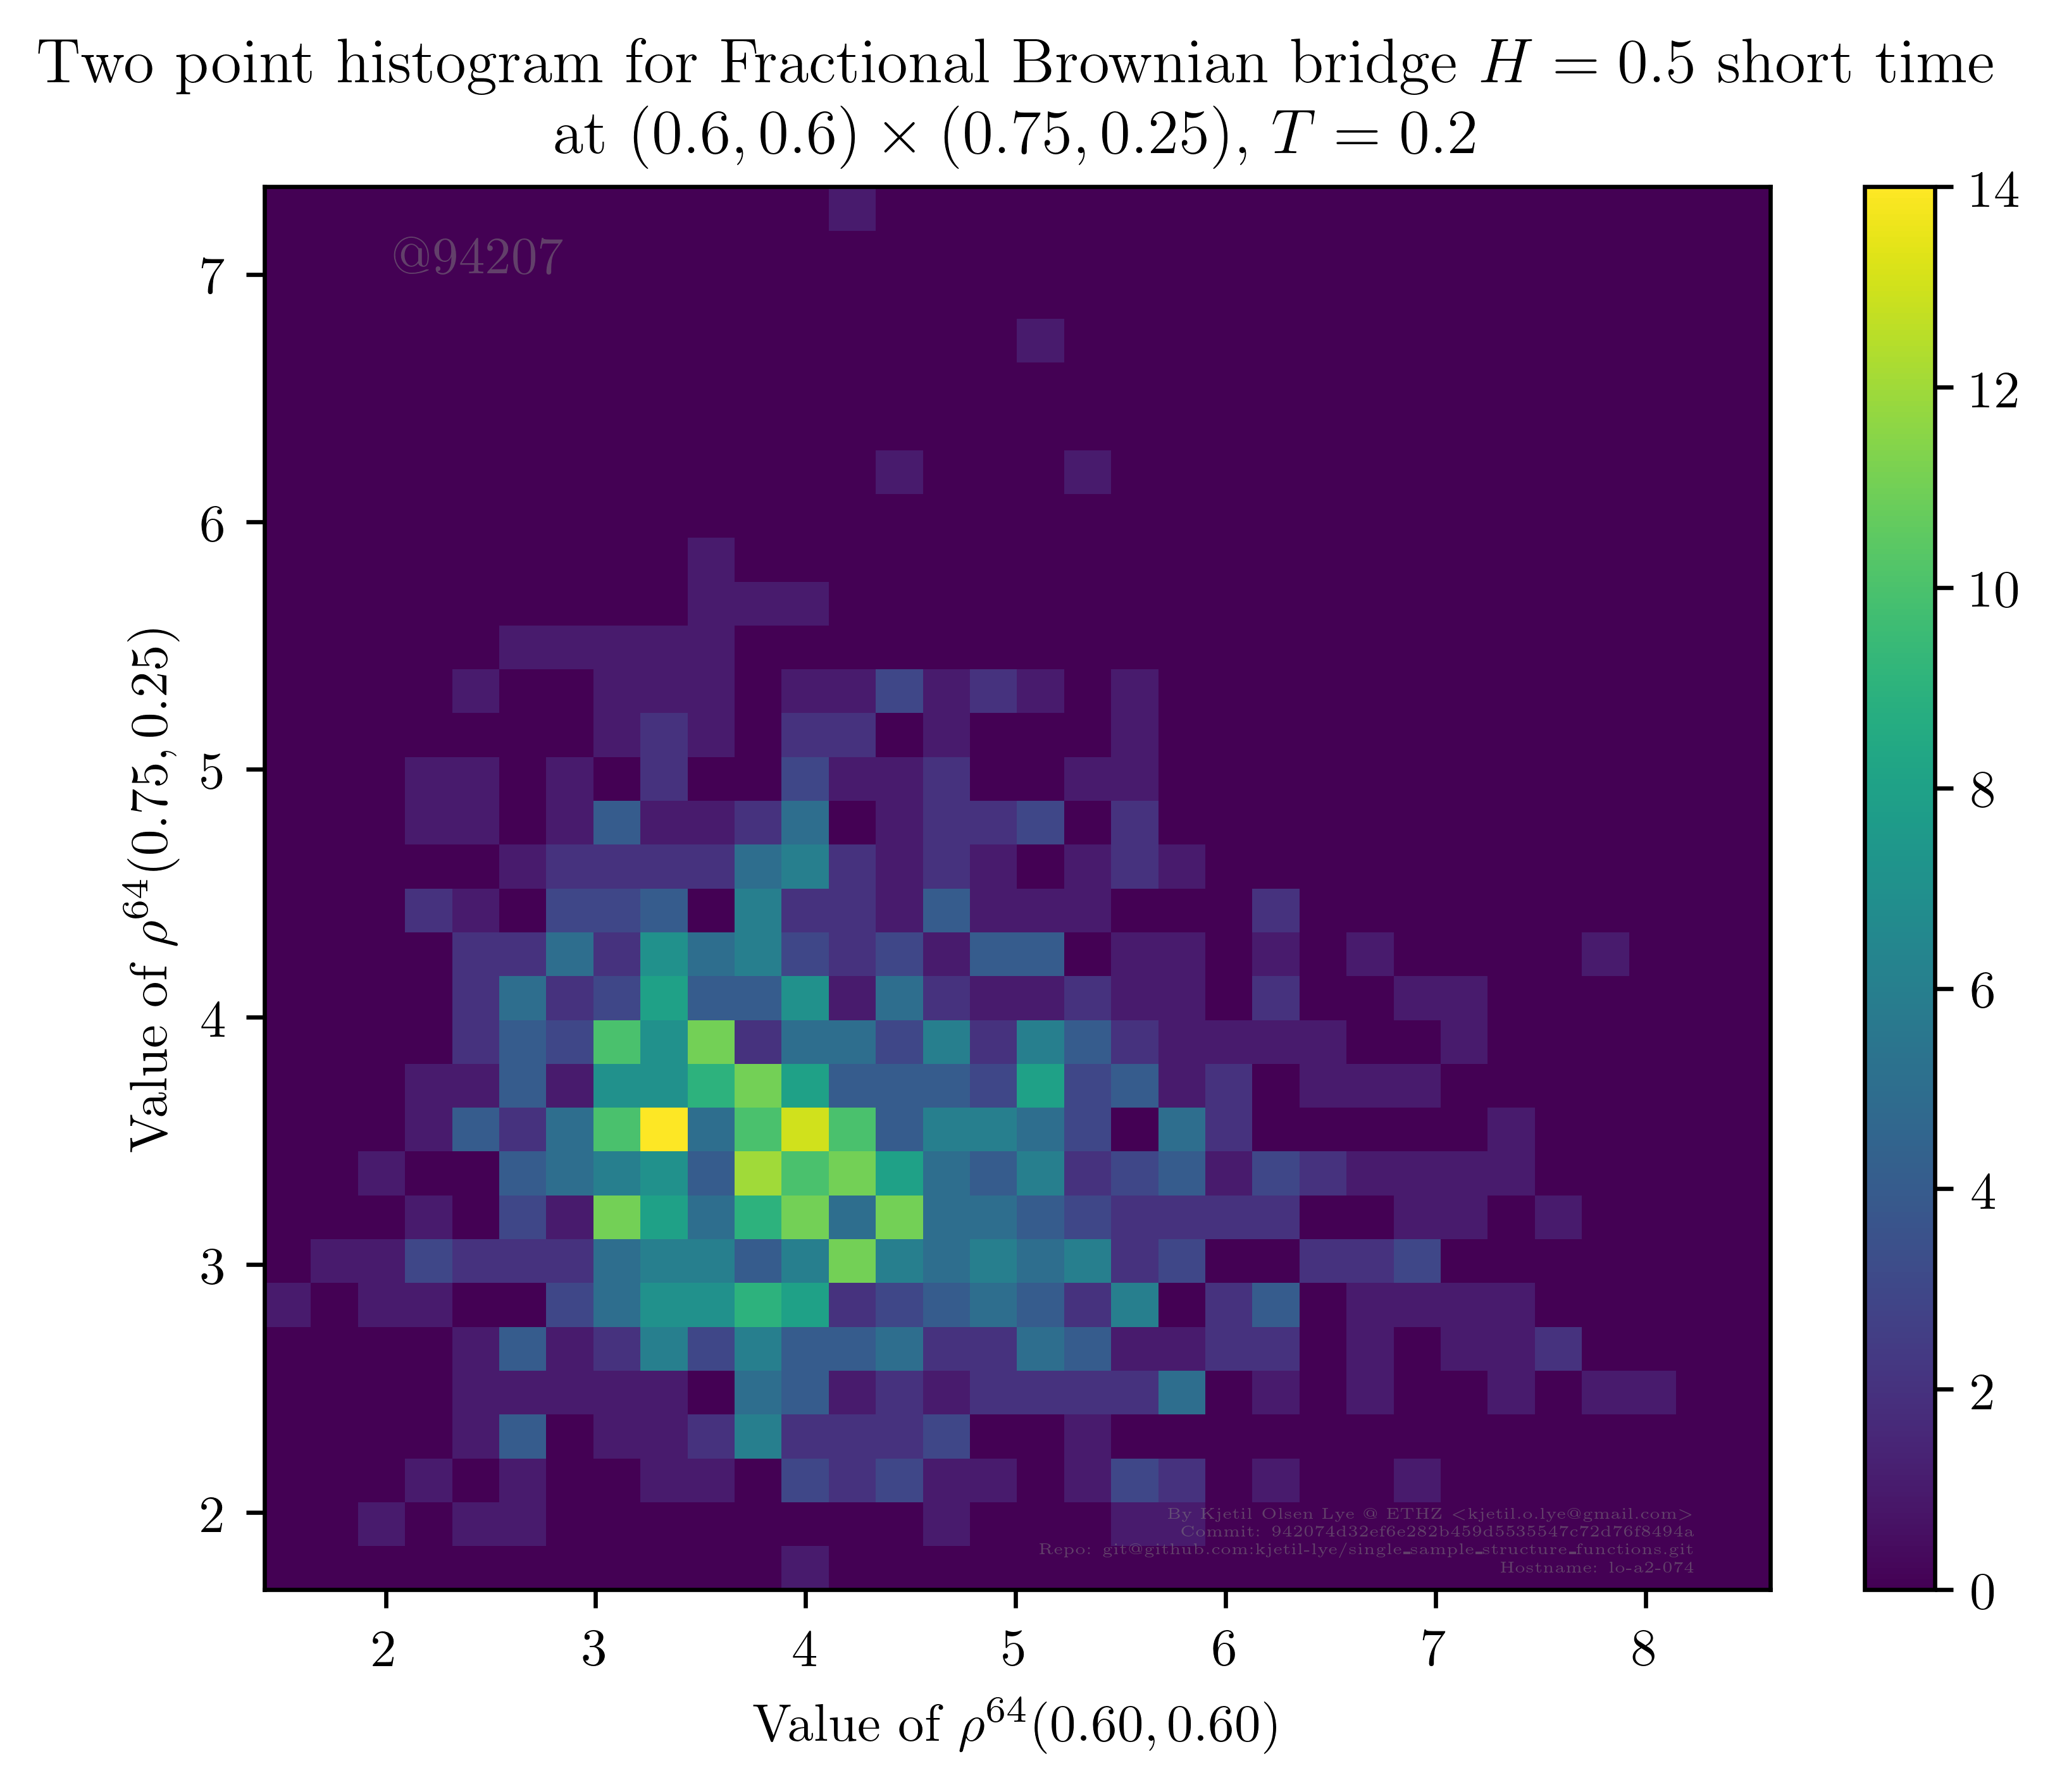 Two point histogram for Fractional Brownian bridge H = 0.5 short time
at (0.6, 0.6) × (0.75, 0.25), T = 0.2
@94207
Value of ρ^64(0.75, 0.25)
7
6
5
4
3
2
2 3 4 5 6 7 8
Value of ρ^64(0.60, 0.60)
14
12
10
8
6
4
2
0
By Kjetil Olsen Lye @ ETHZ <kjetil.o.lye@gmail.com>
Commit: 942074d32ef6e282b459d5535547c72d76f8494a
Repo: git@github.com:kjetil-lye/single_sample_structure_functions.git
Hostname: lo-a2-074